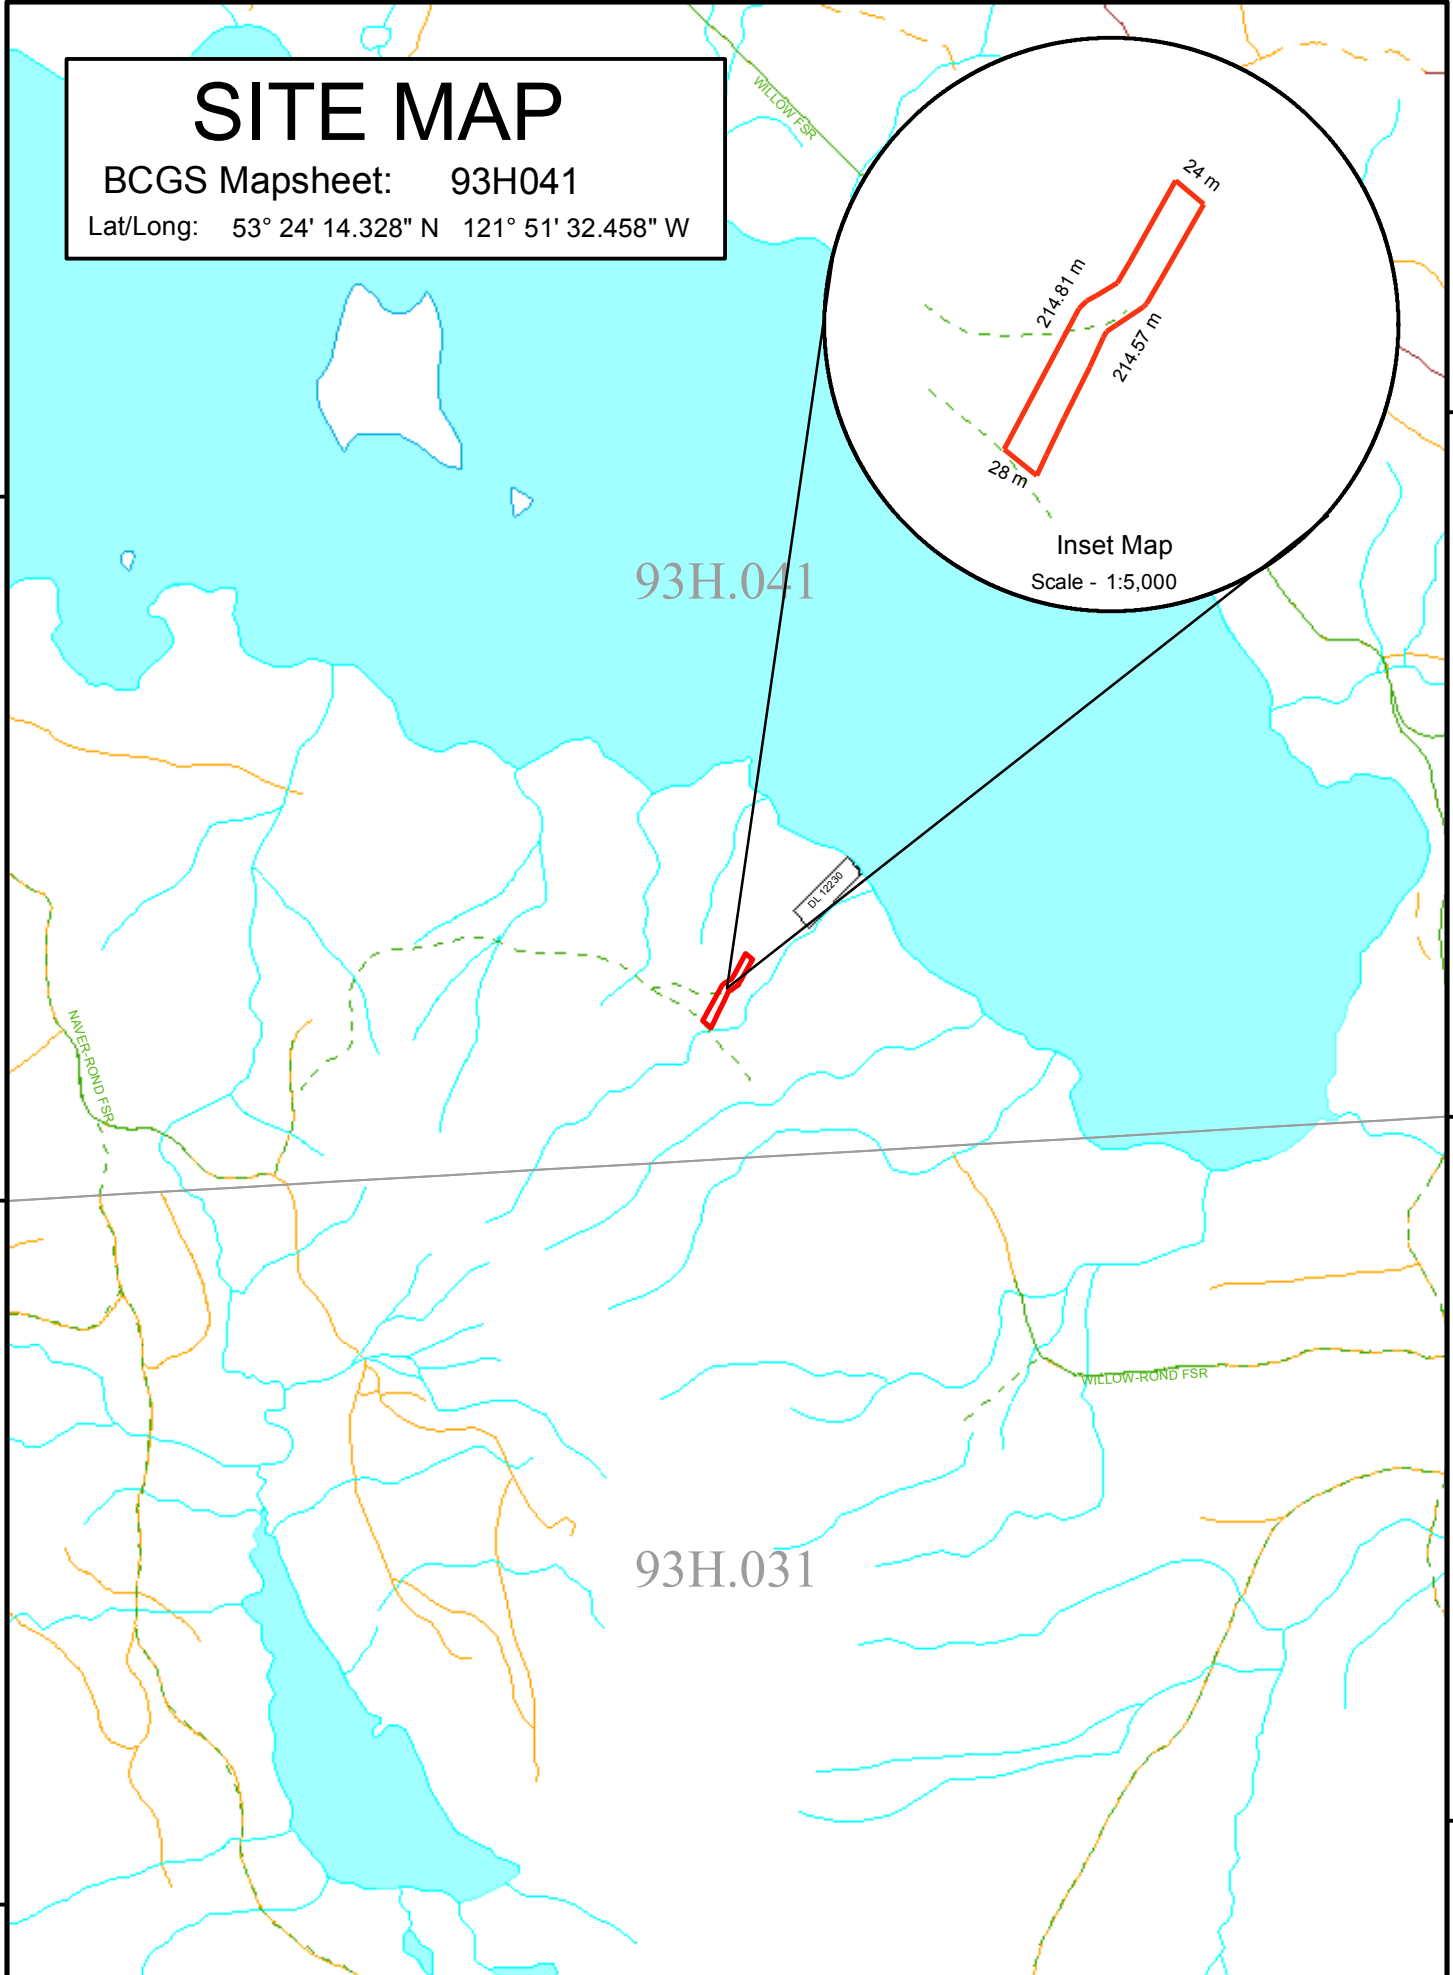 SITE MAP
BCGS Mapsheet: 93H041
Lat/Long: 53° 24' 14.328" N 121° 51' 32.458" W
WILLOW FSR
24 m
214.81 m
214.57 m
28 m
Inset Map
Scale - 1:5,000
93H.041
DL 12230
NAVER-ROND FSR
WILLOW-ROND FSR
93H.031